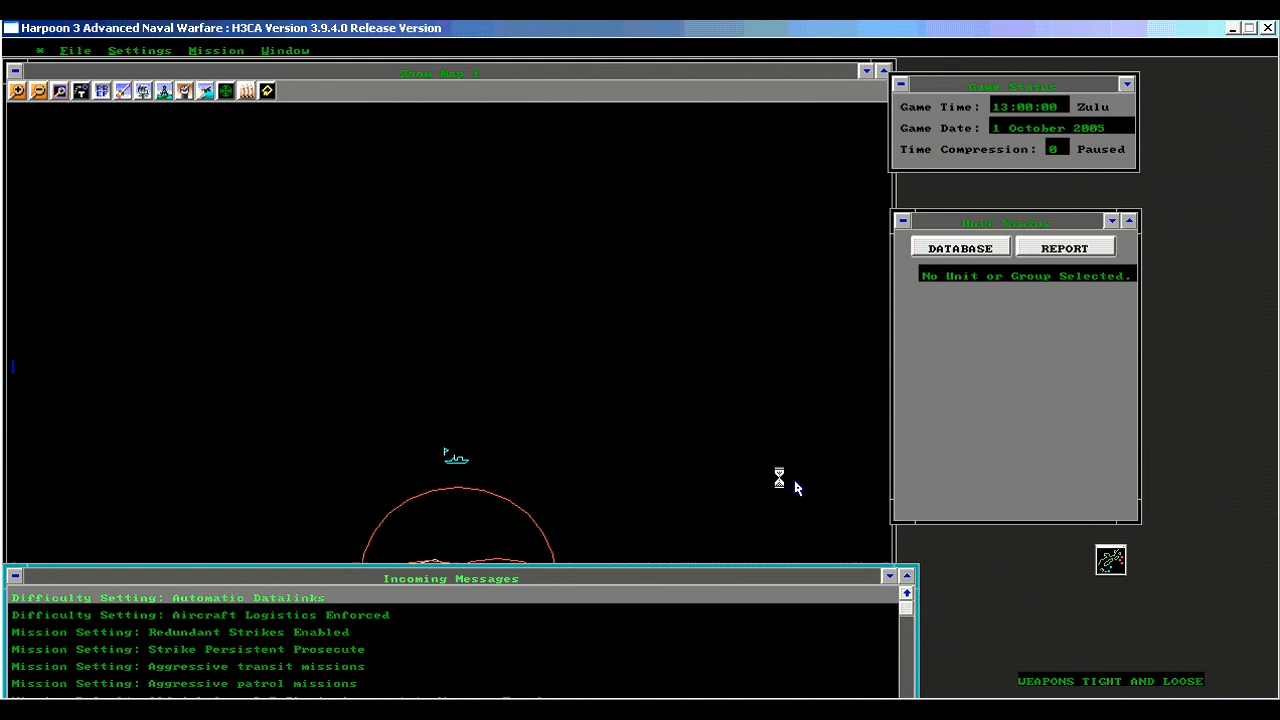 Harpoon 3 Advanced Naval Warfare : H3CA Version 3.9.4.0 Release Version
* File Settings Mission Window
Zoom Map 1
Game Status
Game Time: 13:00:00 Zulu
Game Date: 1 October 2005
Time Compression: 0 Paused
Unit Status
DATABASE REPORT
No Unit or Group Selected.
Incoming Messages
Difficulty Setting: Automatic Datalinks
Difficulty Setting: Aircraft Logistics Enforced
Mission Setting: Redundant Strikes Enabled
Mission Setting: Strike Persistent Prosecute
Mission Setting: Aggressive transit missions
Mission Setting: Aggressive patrol missions
WEAPONS TIGHT AND LOOSE